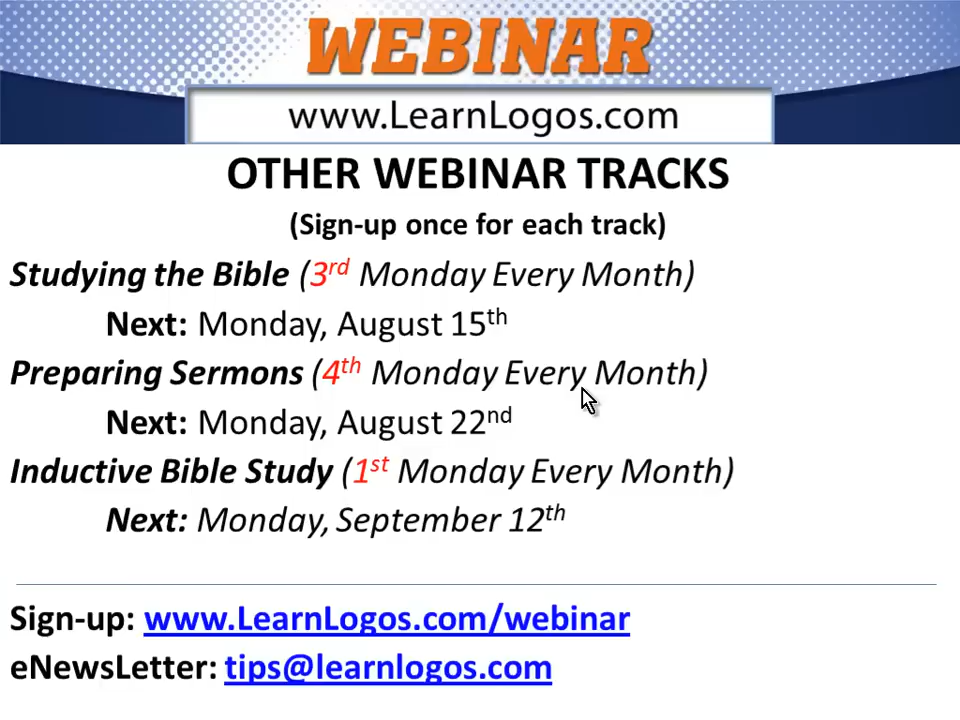 WEBINAR
www.LearnLogos.com
OTHER WEBINAR TRACKS
(Sign-up once for each track)
Studying the Bible (3rd Monday Every Month)
Next: Monday, August 15th
Preparing Sermons (4th Monday Every Month)
Next: Monday, August 22nd
Inductive Bible Study (1st Monday Every Month)
Next: Monday, September 12th
Sign-up: www.LearnLogos.com/webinar
eNewsLetter: tips@learnlogos.com